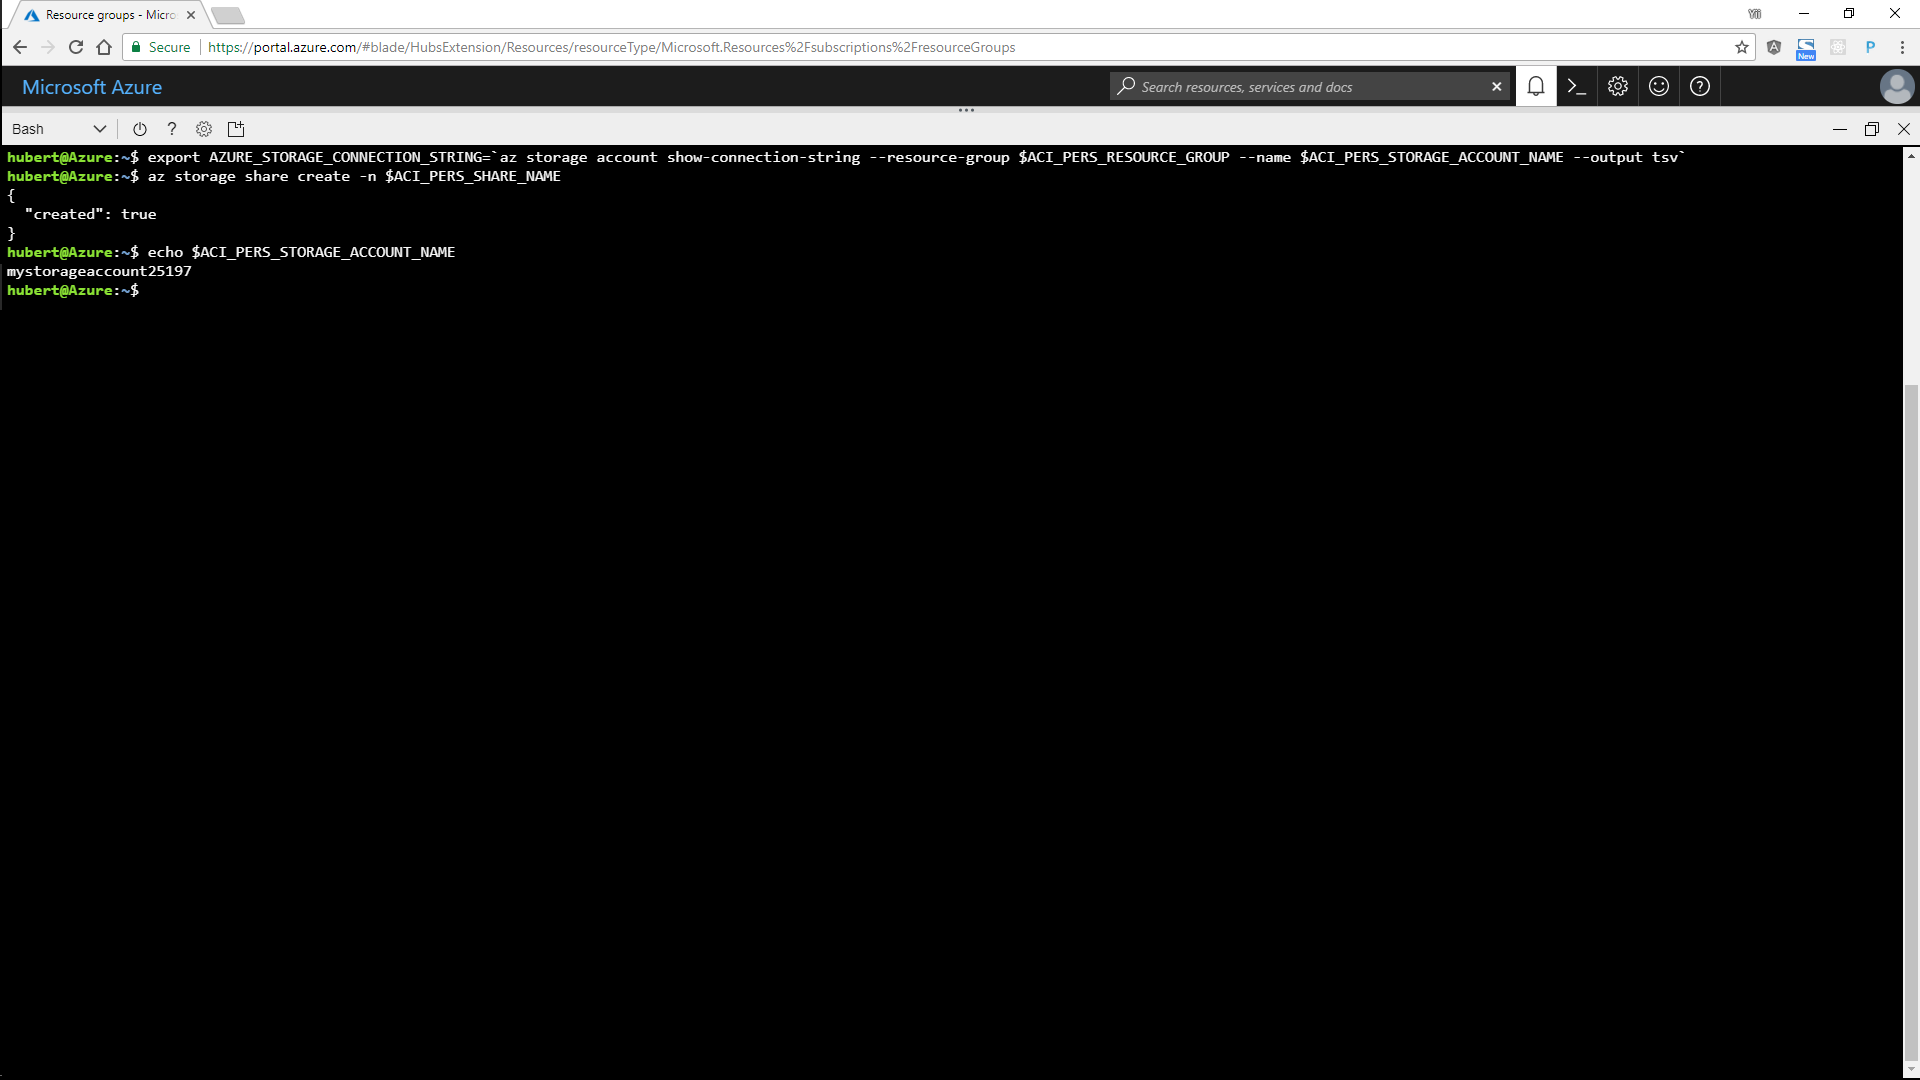 Resource groups - Micro
Secure
https://portal.azure.com/#blade/HubsExtension/Resources/resourceType/Microsoft.Resources%2Fsubscriptions%2FresourceGroups
New
P
Microsoft Azure
Search resources, services and docs
Bash
hubert@Azure:~$ export AZURE_STORAGE_CONNECTION_STRING=`az storage account show-connection-string --resource-group $ACI_PERS_RESOURCE_GROUP --name $ACI_PERS_STORAGE_ACCOUNT_NAME --output tsv`
hubert@Azure:~$ az storage share create -n $ACI_PERS_SHARE_NAME
{
  "created": true
}
hubert@Azure:~$ echo $ACI_PERS_STORAGE_ACCOUNT_NAME
mystorageaccount25197
hubert@Azure:~$